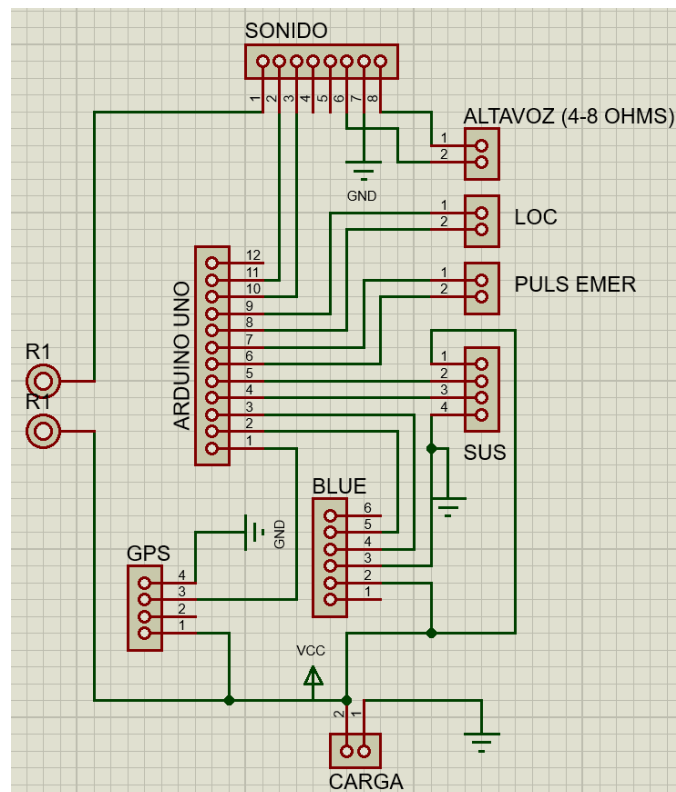 SONIDO
1 2 3 4 5 6 7 8
ALTAVOZ (4-8 OHMS)
1
2
GND
1
2
LOC
1
2
PULS EMER
ARDUINO UNO
12
11
10
9
8
7
6
5
4
3
2
1
R1
R1
1
2
3
4
SUS
BLUE
6
5
4
3
2
1
GND
GPS
4
3
2
1
VCC
2 1
CARGA